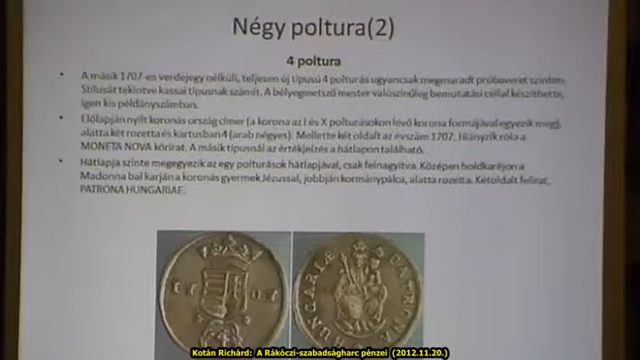 Négy poltura(2)
4 poltura
• A másik 1707-es verdejegy nélküli, teljesen új típusú 4 polturás ugyancsak megmaradt próbaveret szinten.
Stílusát tekintve kassai típusnak számít. A bélyegmetsző mester valószínűleg bemutatási céllal készíthette,
igen kis példányszámban.
• Előlapján nyílt koronás ország címer (a korona az I és X polturásokon lévő korona formájával egyezik meg),
alatta két rozetta és kartusban 4 (arab négyes). Mellette két oldalt az évszám 1707. Hiányzik róla a
MONETA NOVA körirat. A másik típusnál az értékjelzés a hátlapon található.
• Hátlapja szinte megegyezik az egy polturások hátlapjával, csak felnagyítva. Középen holdkaréjon a
Madonna bal karján a koronás gyermek Jézussal, jobbján kormánypálca, alatta rozetta. Kétoldalt felirat,
PATRONA HUNGARIAE.
17 07
HUNGARIÆ PATRONA
Kotán Richárd: A Rákóczi-szabadságharc pénzei (2012.11.20.)